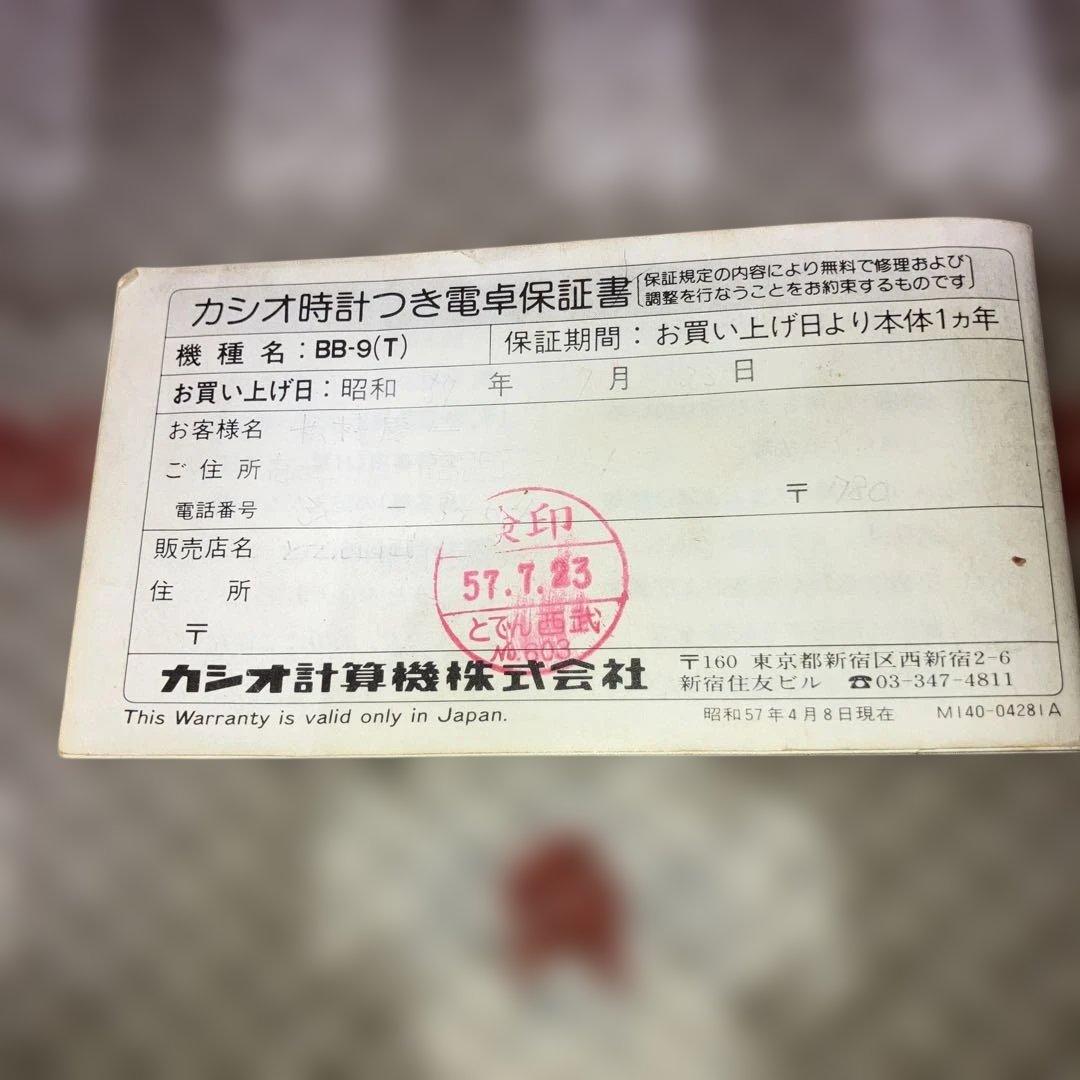 カシオ時計つき電卓保証書
保証規定の内容により無料で修理および
調整を行なうことをお約束するものです
機種名：BB-9(T)
保証期間：お買い上げ日より本体1ヵ年
お買い上げ日：昭和 57 年 7 月 23 日
お客様名
ご住所
〒780
電話番号 －
販売店名
住所
〒
印
57.7.23
とでん西武
No.603
カシオ計算機株式会社
〒160 東京都新宿区西新宿2-6
新宿住友ビル ☎03-347-4811
This Warranty is valid only in Japan.
昭和57年4月8日現在 M140-04281A